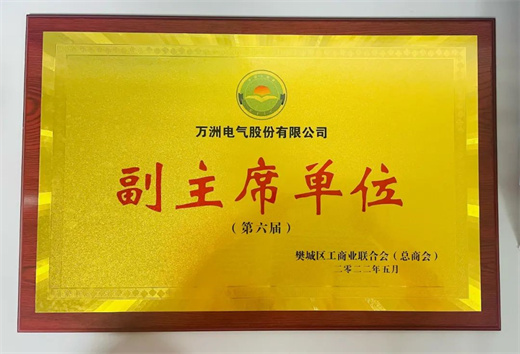 万洲电气股份有限公司
副主席单位
（第六届）
樊城区工商业联合会（总商会）
二零二二年五月